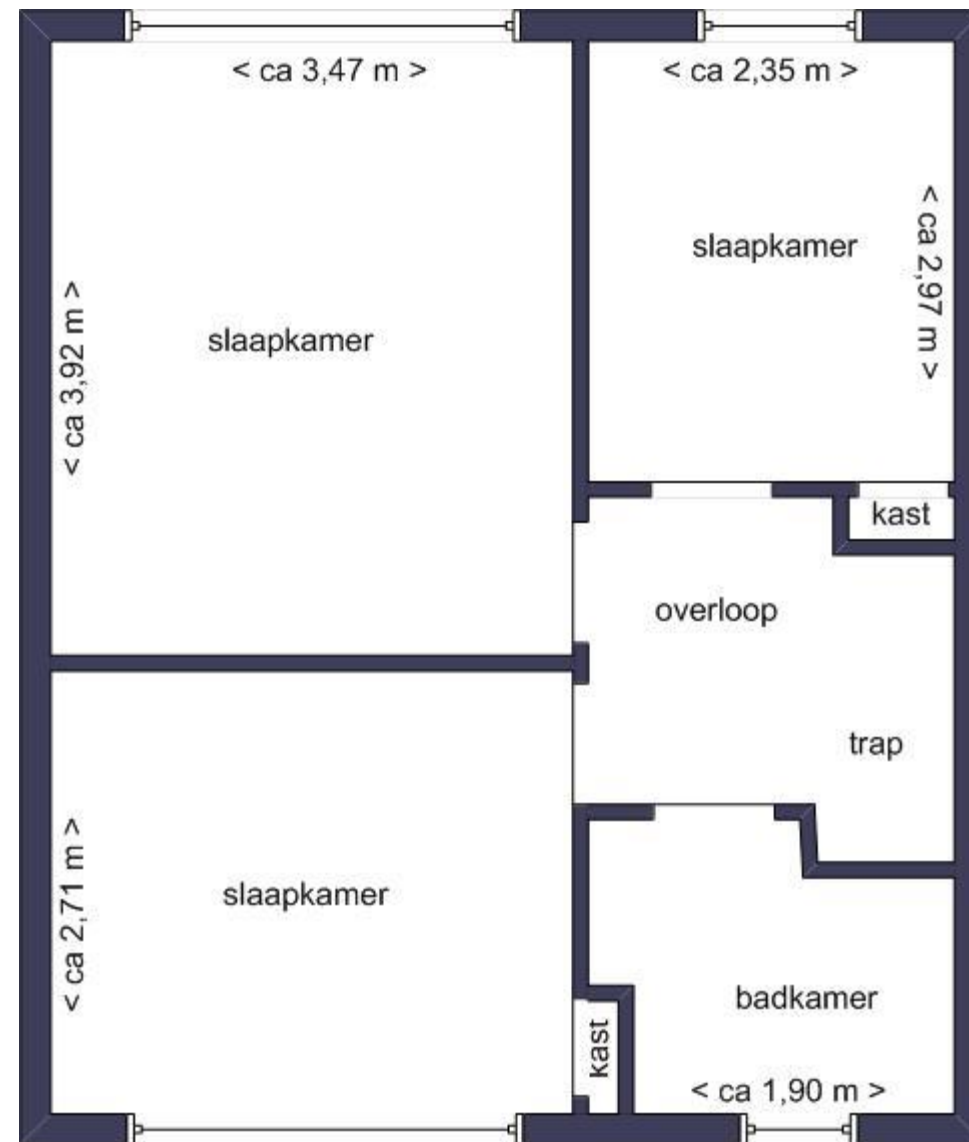 < ca 3,47 m >
< ca 2,35 m >
slaapkamer
< ca 2,97 m >
< ca 3,92 m >
slaapkamer
kast
overloop
trap
< ca 2,71 m >
slaapkamer
badkamer
kast
< ca 1,90 m >